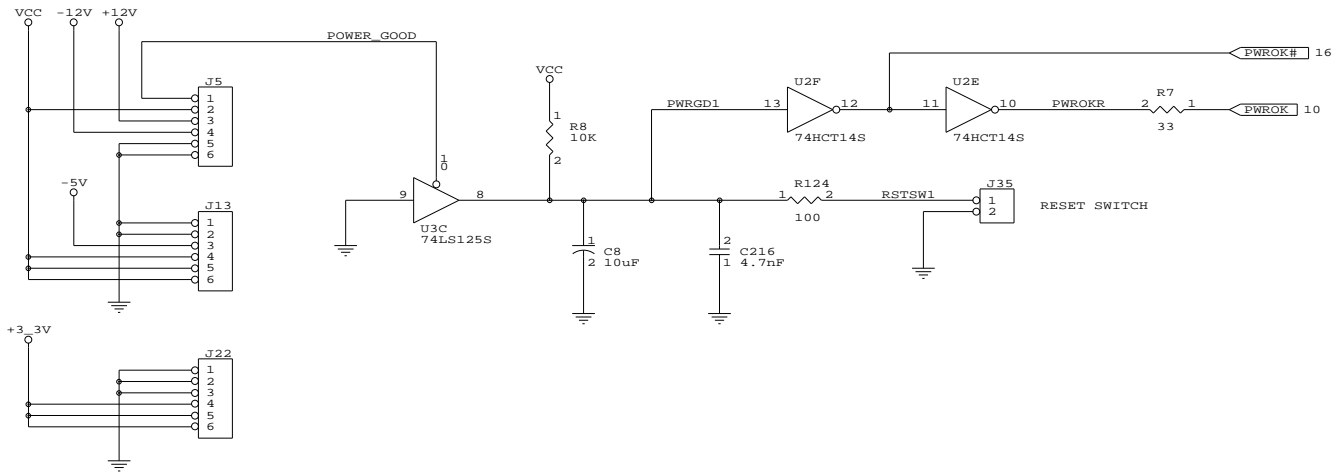 VCC -12V +12V
POWER_GOOD
PWROK# 16
J5
1
2
3
4
5
6
VCC
1
R8
10K
2
U2F
PWRGD1 13 12
74HCT14S
U2E
11 10 PWROKR
74HCT14S
R7
2 1
33
PWROK 10
-5V
10
9 8
U3C
74LS125S
R124
1 2
100
RSTSW1
J35
1
2
RESET SWITCH
J13
1
2
3
4
5
6
1
C8
2 10uF
2
C216
1 4.7nF
+3_3V
J22
1
2
3
4
5
6